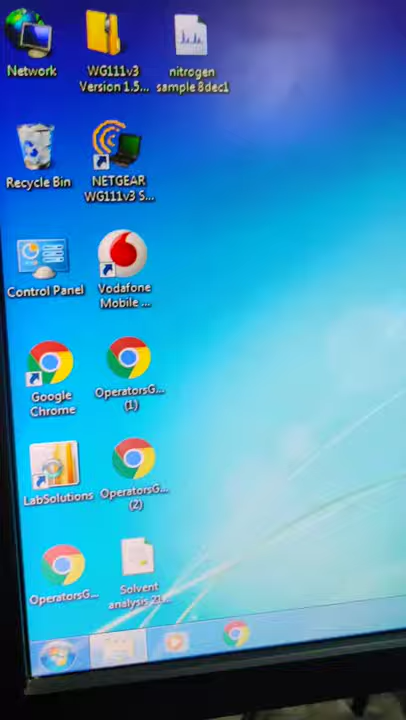 Network
WG111v3
Version 1.5...
nitrogen
sample 8dec1
Recycle Bin
NETGEAR
WG111v3 S...
Control Panel
Vodafone
Mobile ...
Google
Chrome
OperatorsG...
(1)
LabSolutions
OperatorsG...
(2)
OperatorsG...
Solvent
analysis